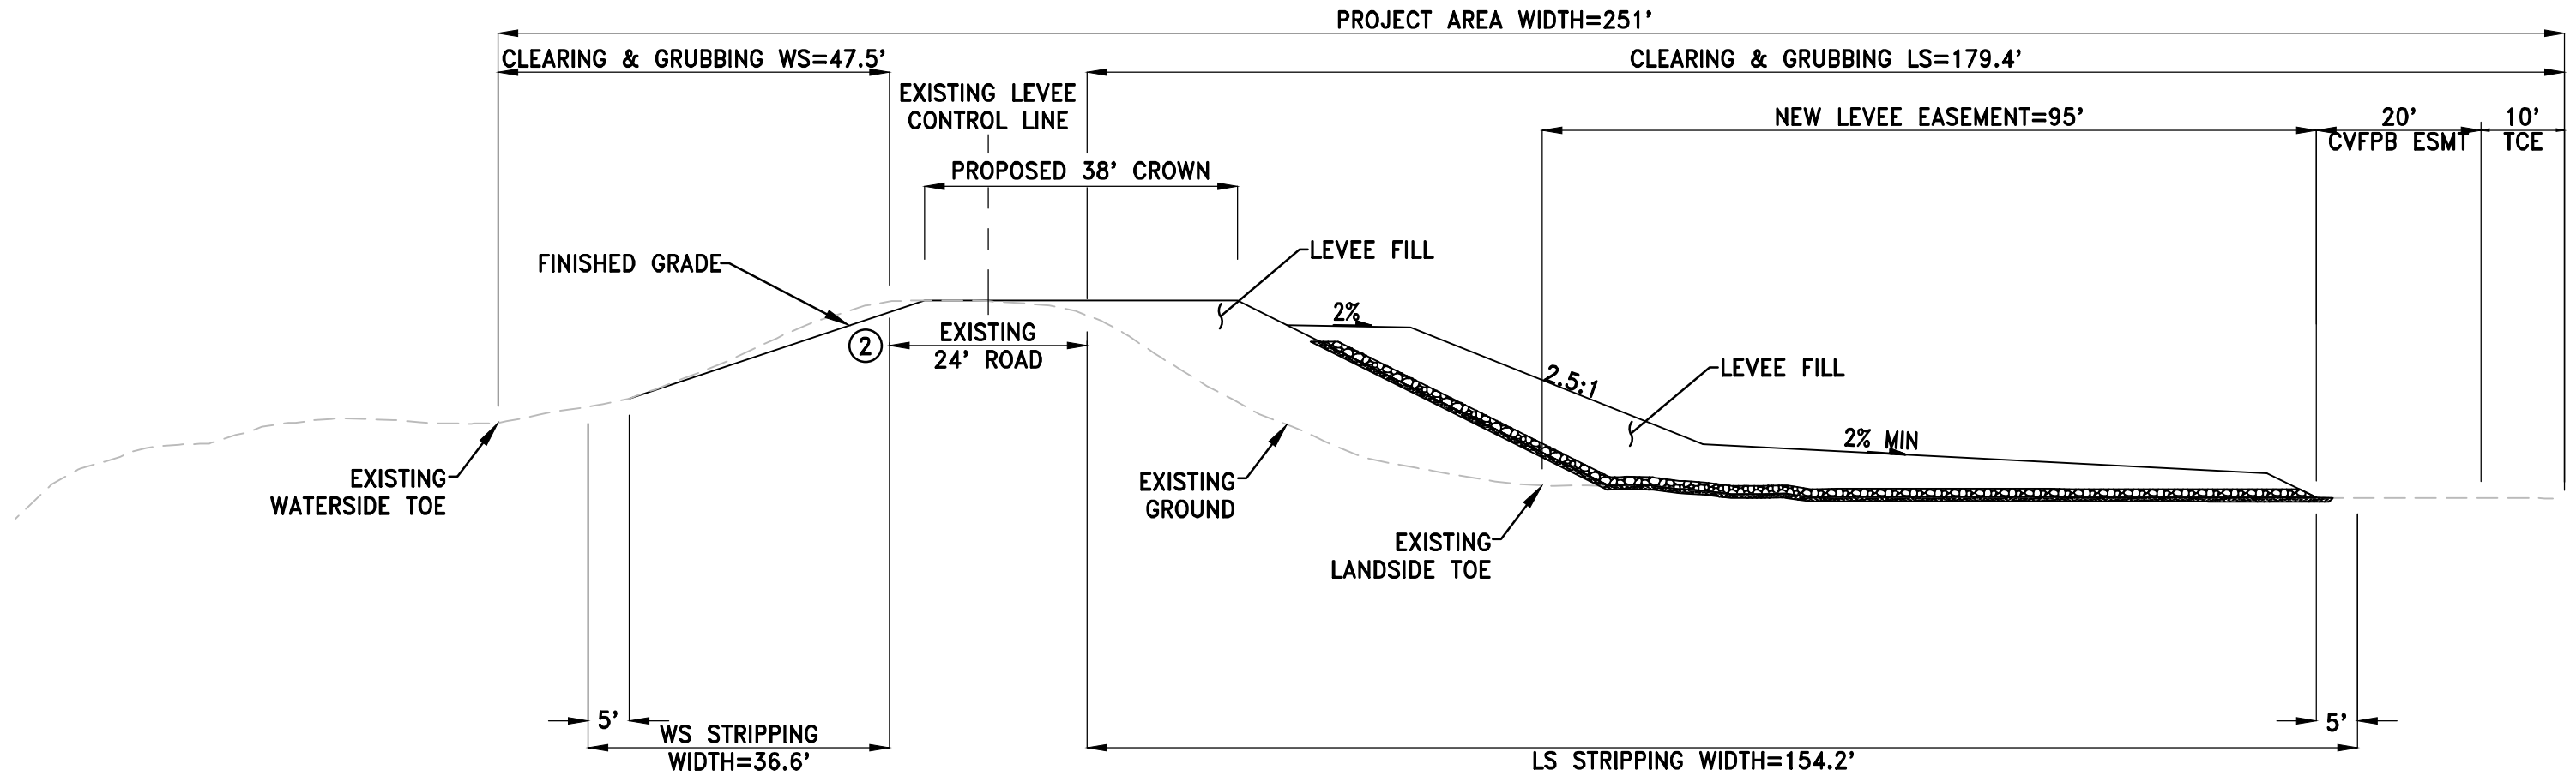 PROJECT AREA WIDTH=251'
CLEARING & GRUBBING WS=47.5'
CLEARING & GRUBBING LS=179.4'
EXISTING LEVEE
CONTROL LINE
NEW LEVEE EASEMENT=95'
20'
CVFPB ESMT
10'
TCE
PROPOSED 38' CROWN
FINISHED GRADE
LEVEE FILL
2%
2
EXISTING
24' ROAD
2.5:1
LEVEE FILL
2% MIN
EXISTING
WATERSIDE TOE
EXISTING
GROUND
EXISTING
LANDSIDE TOE
5'
WS STRIPPING
WIDTH=36.6'
5'
LS STRIPPING WIDTH=154.2'